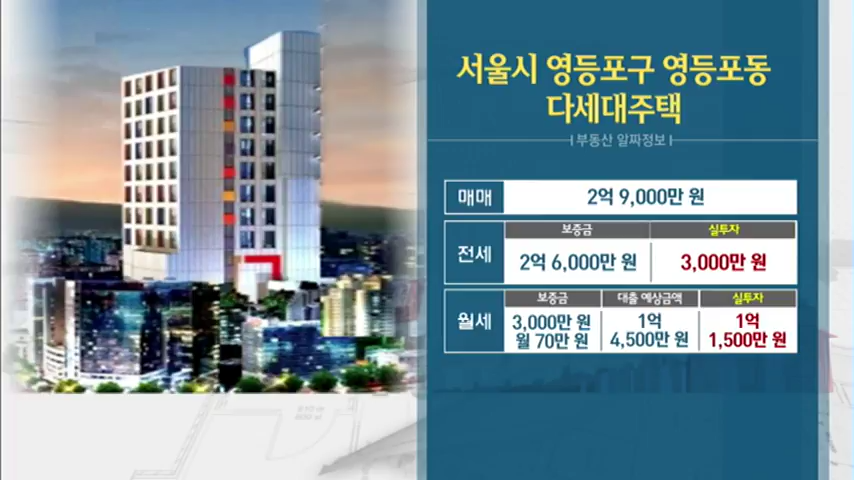 서울시 영등포구 영등포동
다세대주택
부동산 알짜정보
매매 2억 9,000만 원
전세 보증금 실투자
2억 6,000만 원 3,000만 원
월세 보증금 대출 예상금액 실투자
3,000만 원 1억 1억
월 70만 원 4,500만 원 1,500만 원